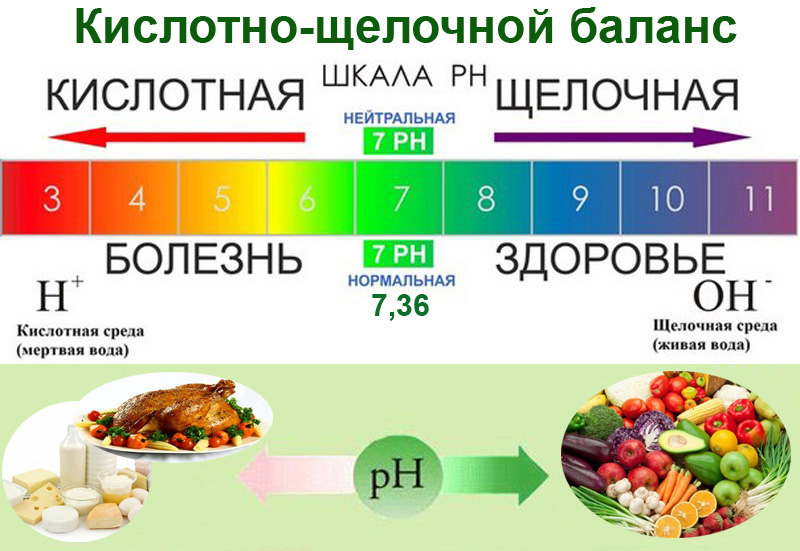 Кислотно-щелочной баланс
ШКАЛА PH
КИСЛОТНАЯ
ЩЕЛОЧНАЯ
НЕЙТРАЛЬНАЯ
7 PH
3 4 5 6 7 8 9 10 11
БОЛЕЗНЬ
7 PH
ЗДОРОВЬЕ
НОРМАЛЬНАЯ
7,36
H+
OH-
Кислотная среда
(мертвая вода)
Щелочная среда
(живая вода)
pH